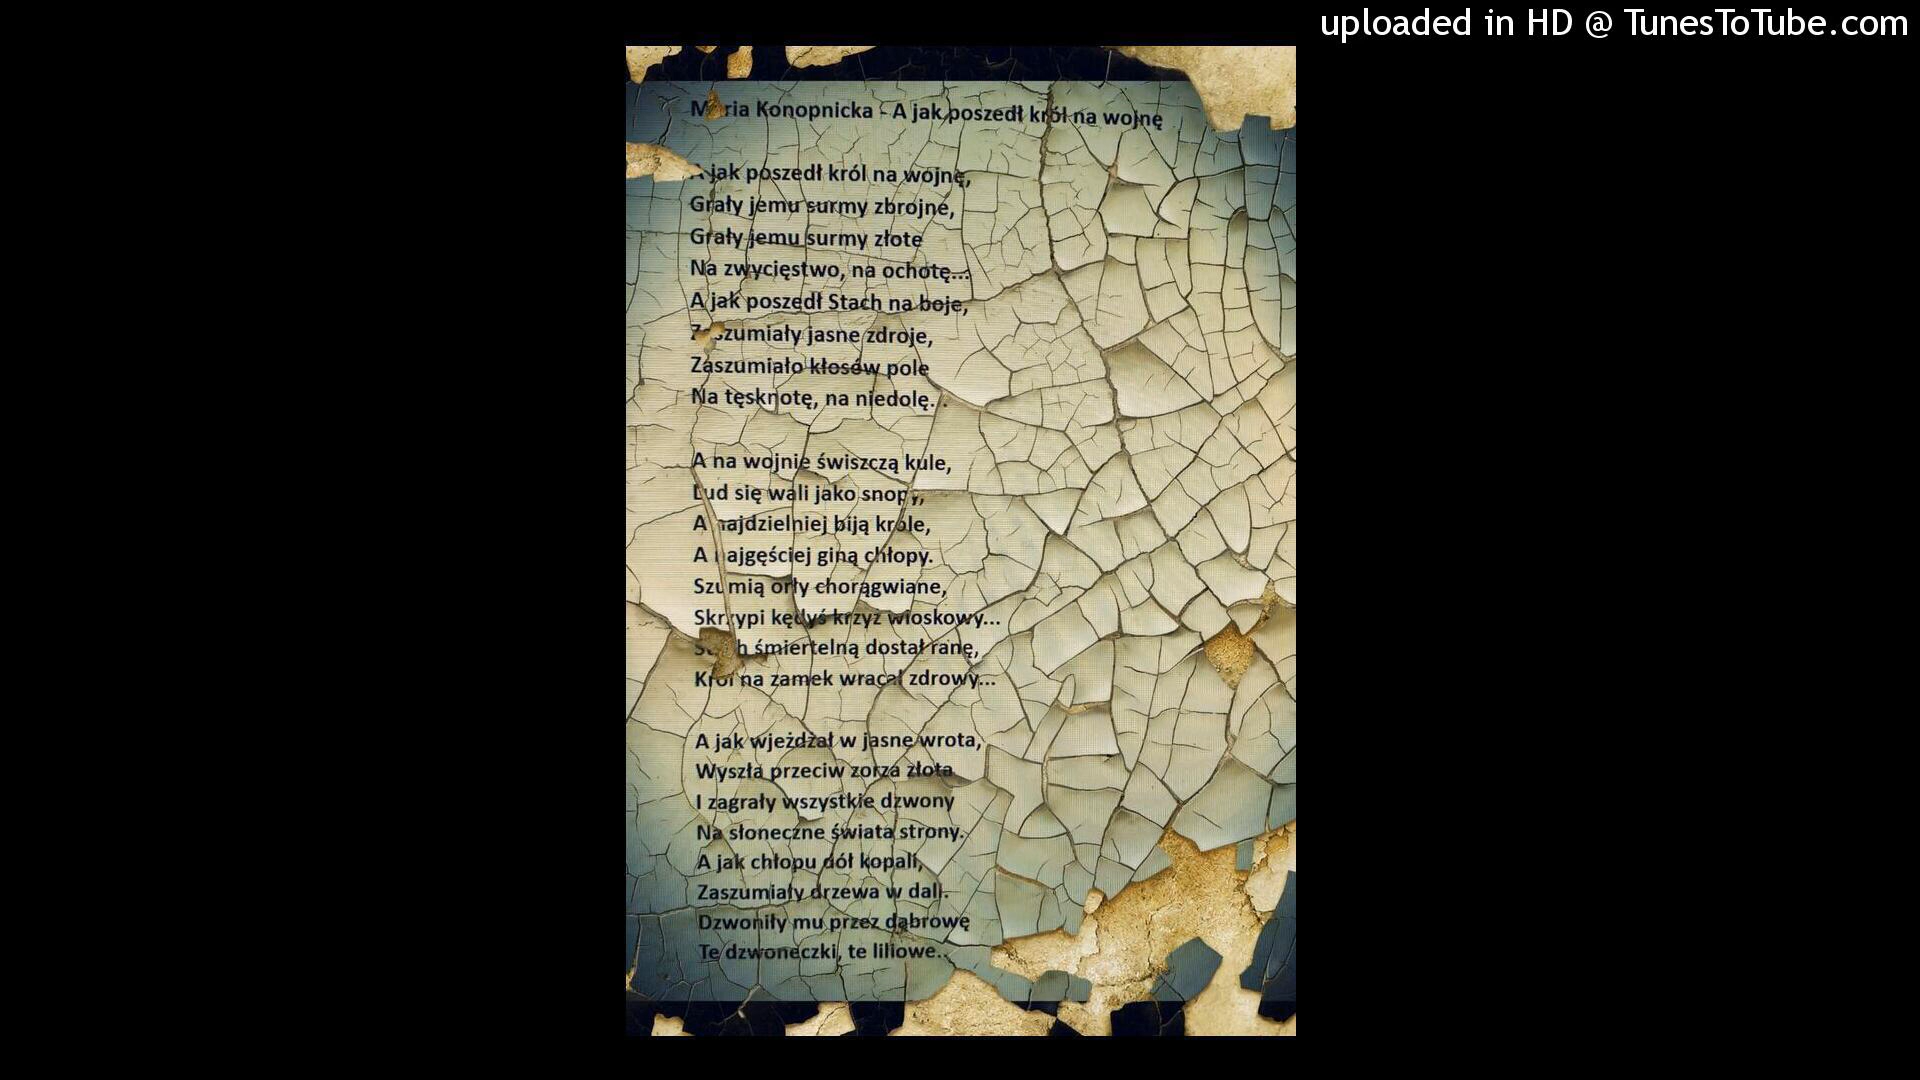 uploaded in HD @ TunesToTube.com
Maria Konopnicka - A jak poszedł król na wojnę
A jak poszedł król na wojnę,
Grały jemu surmy zbrojne,
Grały jemu surmy złote
Na zwycięstwo, na ochotę...
A jak poszedł Stach na boje,
Zaszumiały jasne zdroje,
Zaszumiało kłosów pole
Na tęsknotę, na niedolę...
A na wojnie świszczą kule,
Lud się wali jako snopy,
A najdzielniej biją króle,
A najgęściej giną chłopy.
Szumią orły chorągwiane,
Skrzypi kędyś krzyż wioskowy...
Stach śmiertelną dostał ranę,
Król na zamek wracał zdrowy...
A jak wjeżdżał w jasne wrota,
Wyszła przeciw zorza złota
I zagrały wszystkie dzwony
Na słoneczne świata strony.
A jak chłopu dół kopali,
Zaszumiały drzewa w dali.
Dzwoniły mu przez dąbrowę
Te dzwoneczki, te liliowe...